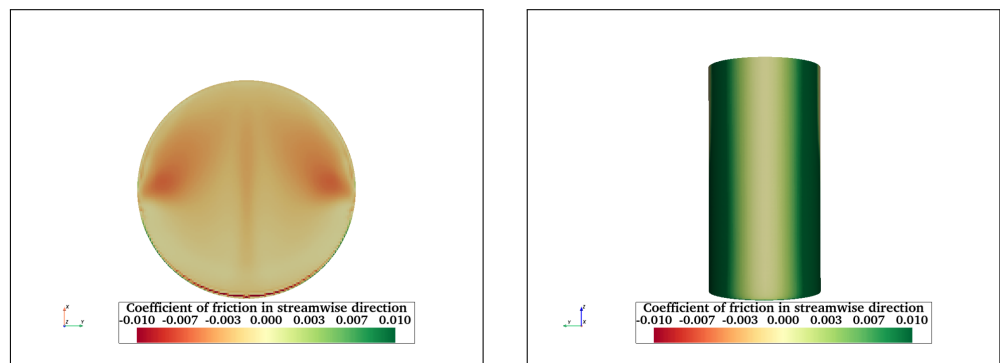 Coefficient of friction in streamwise direction
-0.010 -0.007 -0.003 0.000 0.003 0.007 0.010
X
Z Y
Coefficient of friction in streamwise direction
-0.010 -0.007 -0.003 0.000 0.003 0.007 0.010
Z
Y X